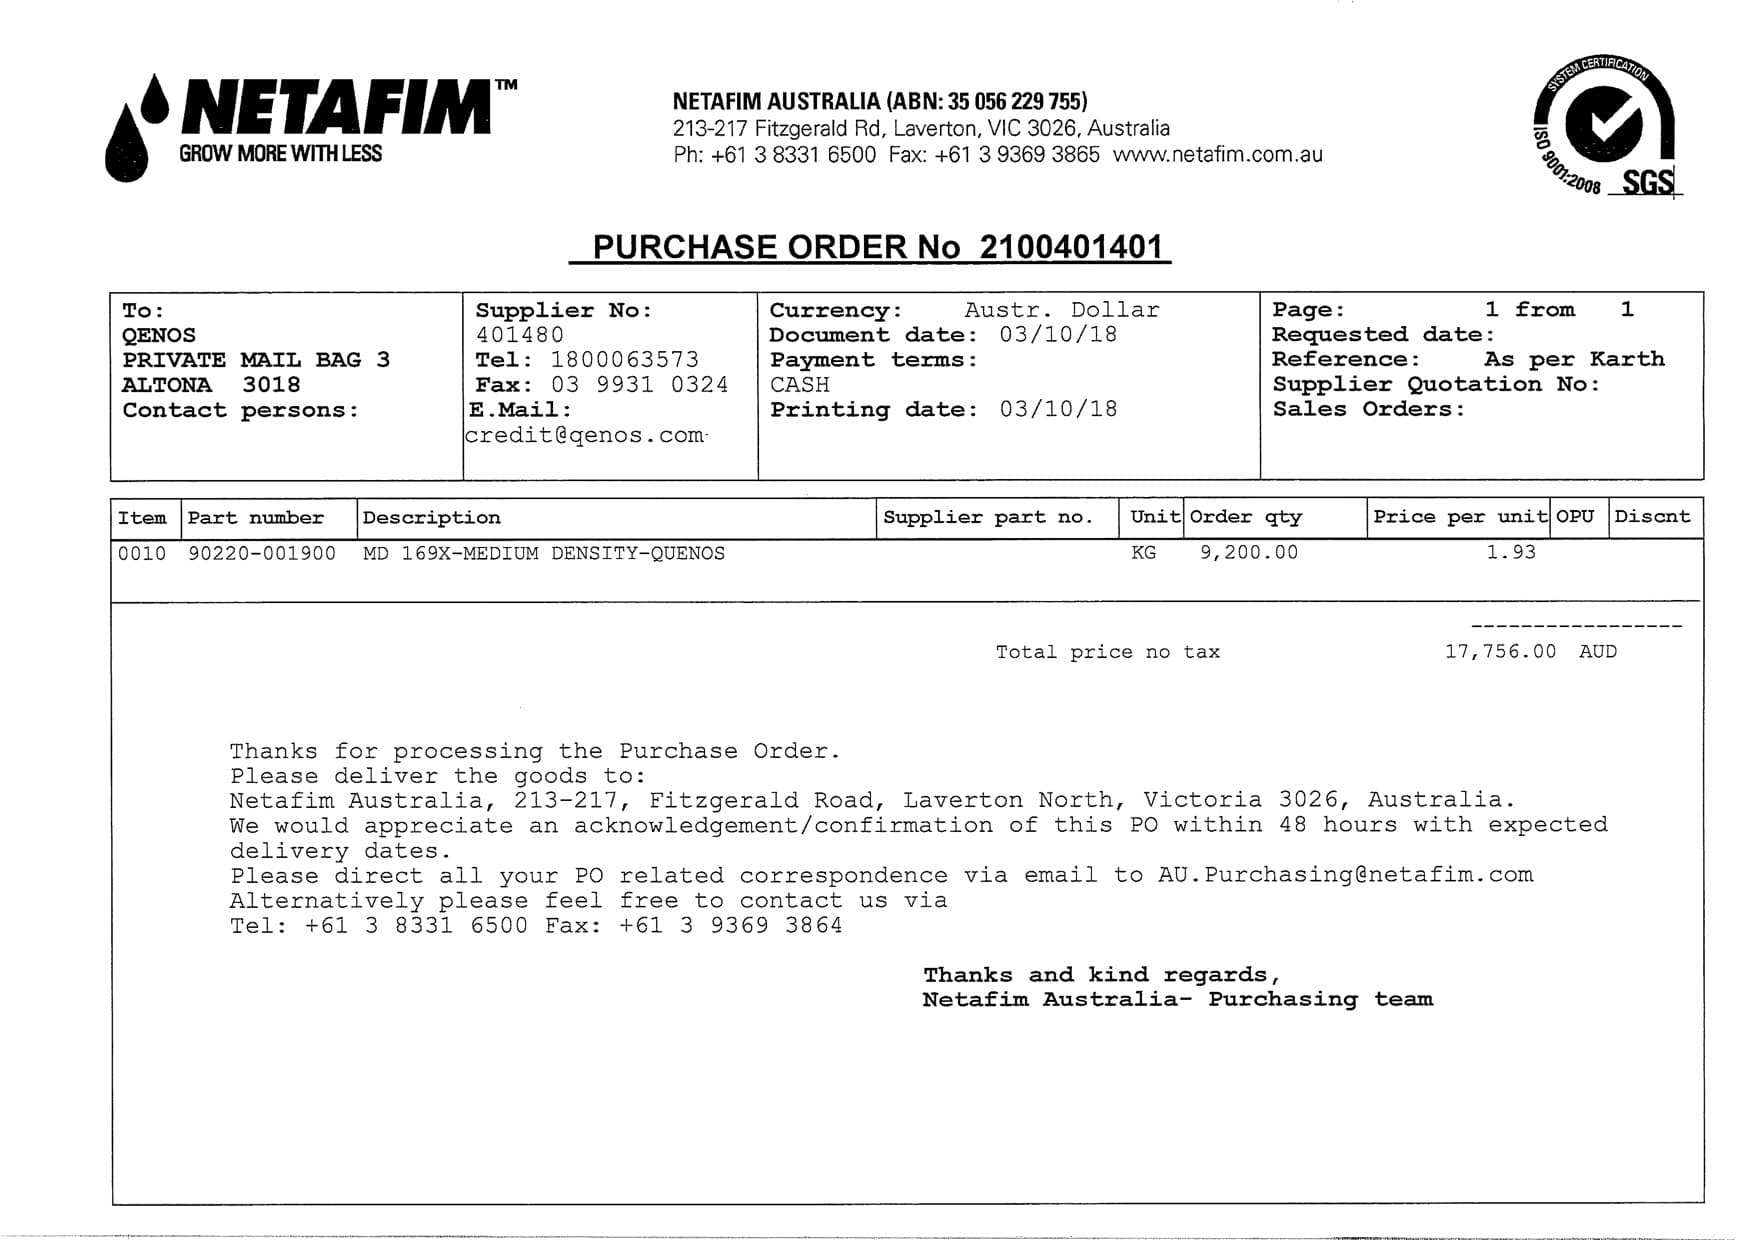 NETAFIM™
GROW MORE WITH LESS
NETAFIM AUSTRALIA (ABN: 35 056 229 755)
213-217 Fitzgerald Rd, Laverton, VIC 3026, Australia
Ph: +61 3 8331 6500 Fax: +61 3 9369 3865 www.netafim.com.au
SYSTEM CERTIFICATION
ISO 9001:2008
SGS
PURCHASE ORDER No 2100401401
To:
QENOS
PRIVATE MAIL BAG 3
ALTONA 3018
Contact persons:
Supplier No:
401480
Tel: 1800063573
Fax: 03 9931 0324
E.Mail:
credit@qenos.com
Currency: Austr. Dollar
Document date: 03/10/18
Payment terms:
CASH
Printing date: 03/10/18
Page: 1 from 1
Requested date:
Reference: As per Karth
Supplier Quotation No:
Sales Orders:
Item Part number Description Supplier part no. Unit Order qty Price per unit OPU Discnt
0010 90220-001900 MD 169X-MEDIUM DENSITY-QUENOS KG 9,200.00 1.93
-----------------
Total price no tax 17,756.00 AUD
Thanks for processing the Purchase Order.
Please deliver the goods to:
Netafim Australia, 213-217, Fitzgerald Road, Laverton North, Victoria 3026, Australia.
We would appreciate an acknowledgement/confirmation of this PO within 48 hours with expected
delivery dates.
Please direct all your PO related correspondence via email to AU.Purchasing@netafim.com
Alternatively please feel free to contact us via
Tel: +61 3 8331 6500 Fax: +61 3 9369 3864
Thanks and kind regards,
Netafim Australia- Purchasing team